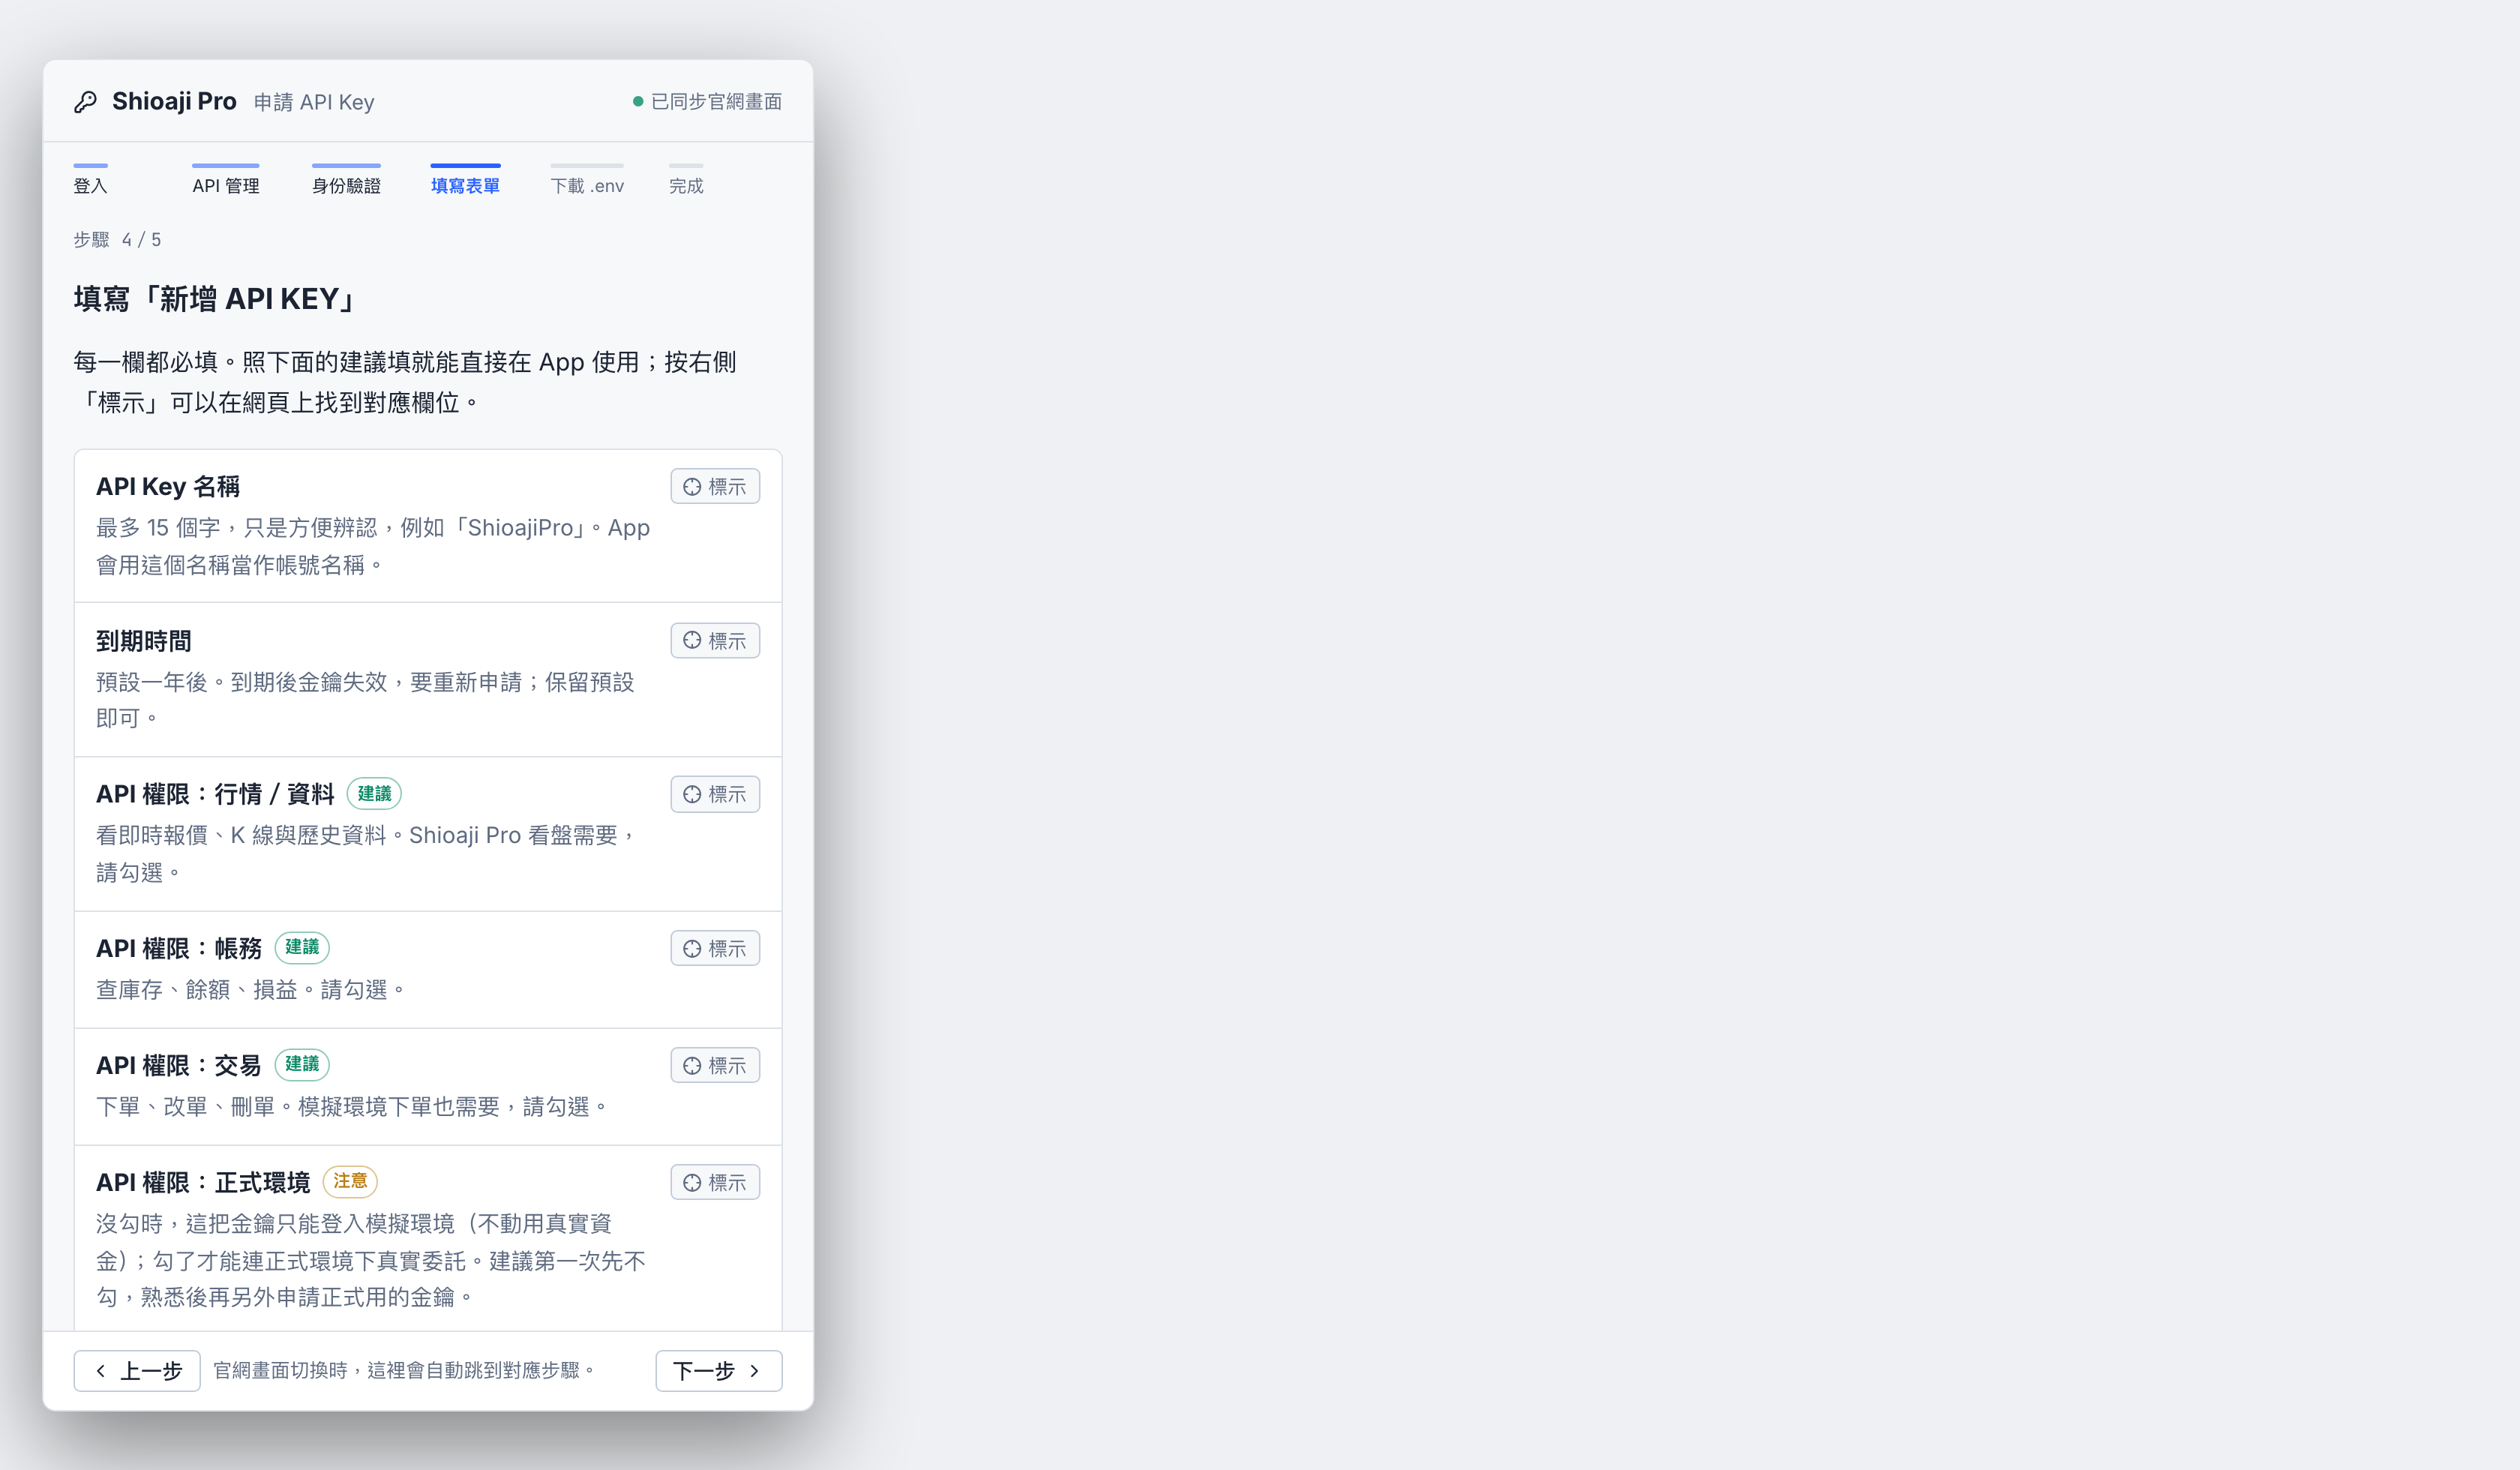 Shioaji Pro 申請 API Key
已同步官網畫面
登入
API 管理
身份驗證
填寫表單
下載 .env
完成
步驟 4 / 5
填寫「新增 API KEY」
每一欄都必填。照下面的建議填就能直接在 App 使用；按右側
「標示」可以在網頁上找到對應欄位。
API Key 名稱
標示
最多 15 個字，只是方便辨認，例如「ShioajiPro」。App
會用這個名稱當作帳號名稱。
到期時間
標示
預設一年後。到期後金鑰失效，要重新申請；保留預設
即可。
API 權限：行情 / 資料 建議
標示
看即時報價、K 線與歷史資料。Shioaji Pro 看盤需要，
請勾選。
API 權限：帳務 建議
標示
查庫存、餘額、損益。請勾選。
API 權限：交易 建議
標示
下單、改單、刪單。模擬環境下單也需要，請勾選。
API 權限：正式環境 注意
標示
沒勾時，這把金鑰只能登入模擬環境（不動用真實資
金）；勾了才能連正式環境下真實委託。建議第一次先不
勾，熟悉後再另外申請正式用的金鑰。
上一步
官網畫面切換時，這裡會自動跳到對應步驟。
下一步